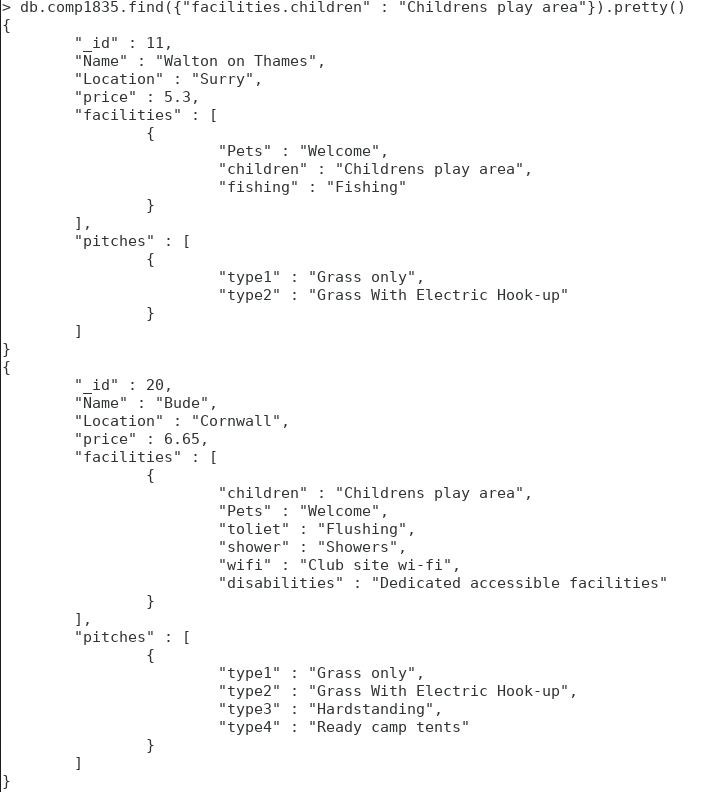 > db.comp1835.find({"facilities.children" : "Childrens play area"}).pretty()
{
        "_id" : 11,
        "Name" : "Walton on Thames",
        "Location" : "Surry",
        "price" : 5.3,
        "facilities" : [
                {
                        "Pets" : "Welcome",
                        "children" : "Childrens play area",
                        "fishing" : "Fishing"
                }
        ],
        "pitches" : [
                {
                        "type1" : "Grass only",
                        "type2" : "Grass With Electric Hook-up"
                }
        ]
}
{
        "_id" : 20,
        "Name" : "Bude",
        "Location" : "Cornwall",
        "price" : 6.65,
        "facilities" : [
                {
                        "children" : "Childrens play area",
                        "Pets" : "Welcome",
                        "toliet" : "Flushing",
                        "shower" : "Showers",
                        "wifi" : "Club site wi-fi",
                        "disabilities" : "Dedicated accessible facilities"
                }
        ],
        "pitches" : [
                {
                        "type1" : "Grass only",
                        "type2" : "Grass With Electric Hook-up",
                        "type3" : "Hardstanding",
                        "type4" : "Ready camp tents"
                }
        ]
}